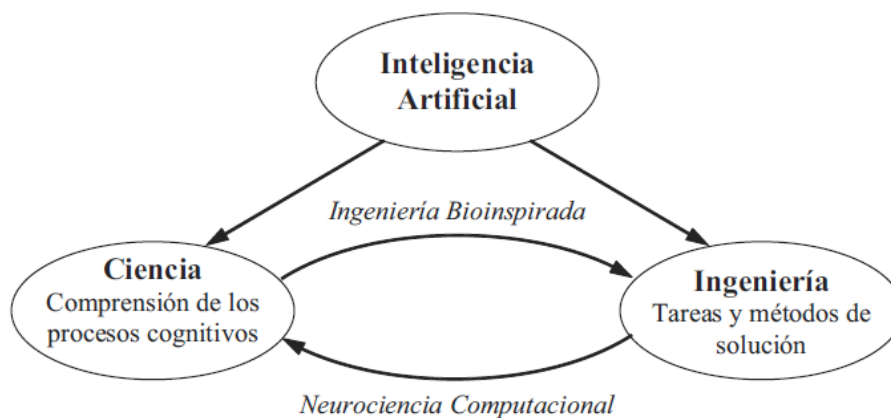 Inteligencia
Artificial
Ingeniería Bioinspirada
Ciencia
Comprensión de los
procesos cognitivos
Ingeniería
Tareas y métodos de
solución
Neurociencia Computacional